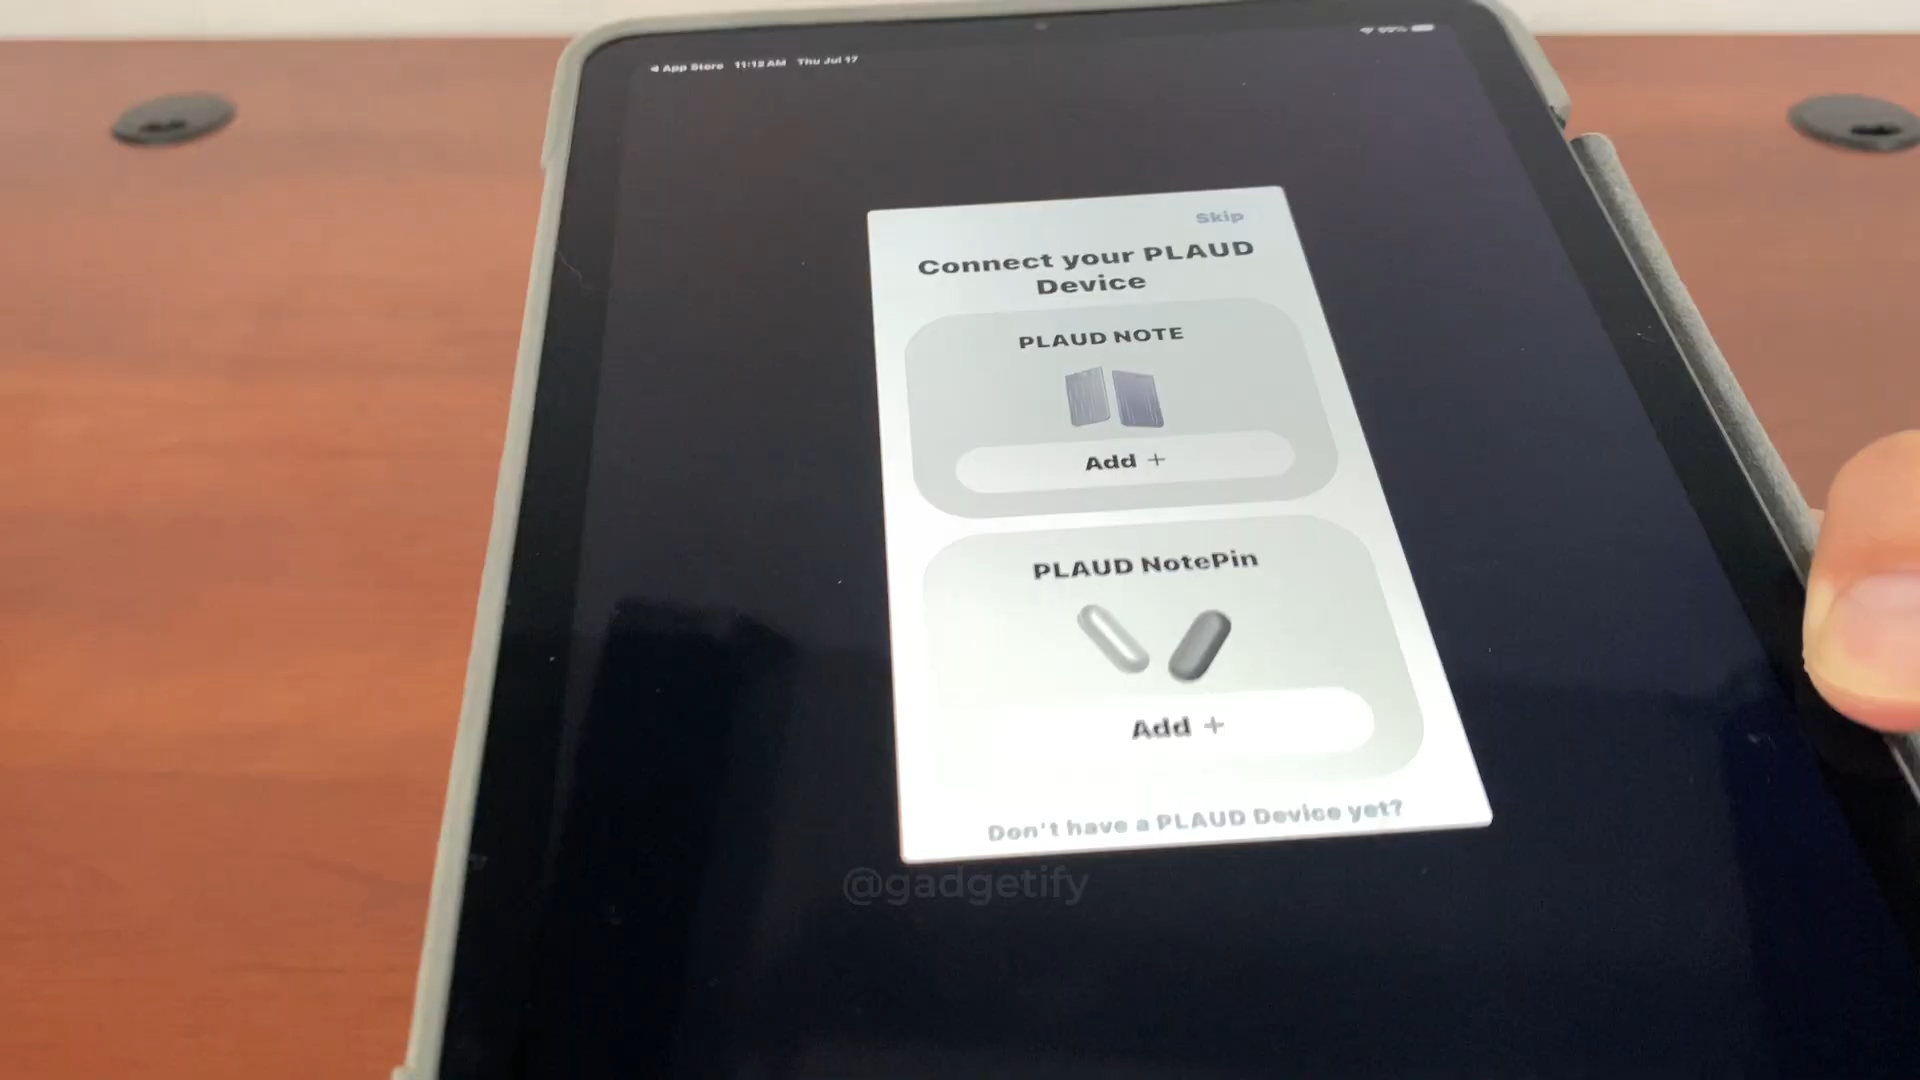 ◂ App Store 11:12 AM Thu Jul 17
Skip
Connect your PLAUD
Device
PLAUD NOTE
Add +
PLAUD NotePin
Add +
Don't have a PLAUD Device yet?
@gadgetify